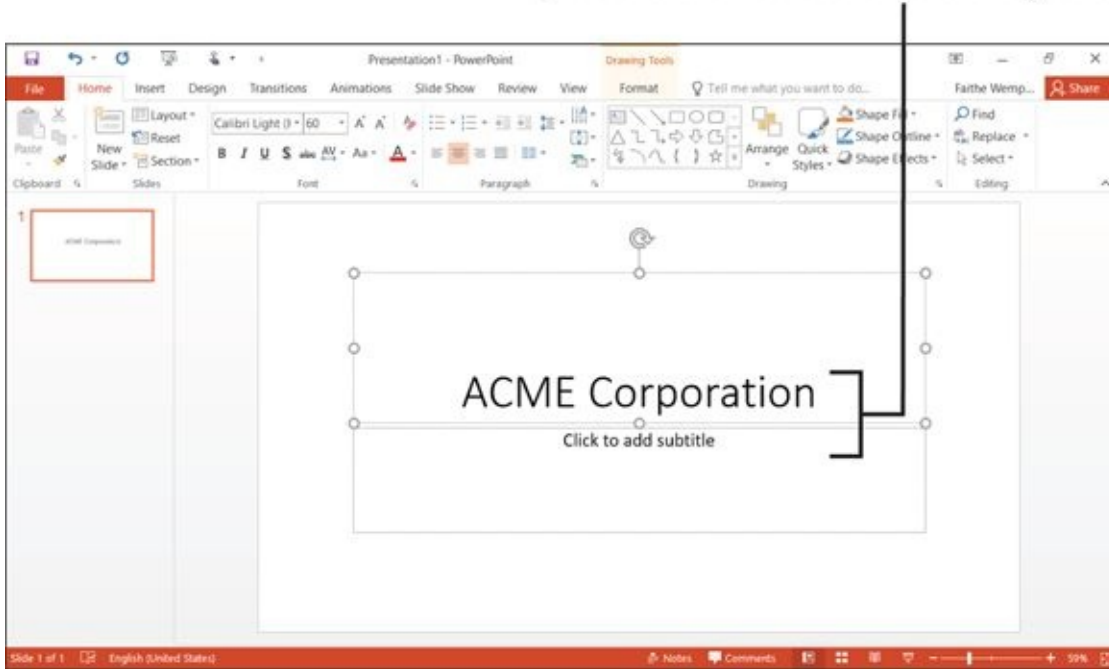 Presentation1 - PowerPoint
Drawing Tools
File Home Insert Design Transitions Animations Slide Show Review View Format Tell me what you want to do... Faithe Wemp... Share
Paste
New Slide
Layout
Reset
Section
Calibri Light (I 60
Shape Fill
Shape Outline
Shape Effects
Arrange
Quick Styles
Find
Replace
Select
Clipboard Slides Font Paragraph Drawing Editing
1
ACME Corporation
ACME Corporation
Click to add subtitle
Slide 1 of 1 English (United States) Notes Comments 59%